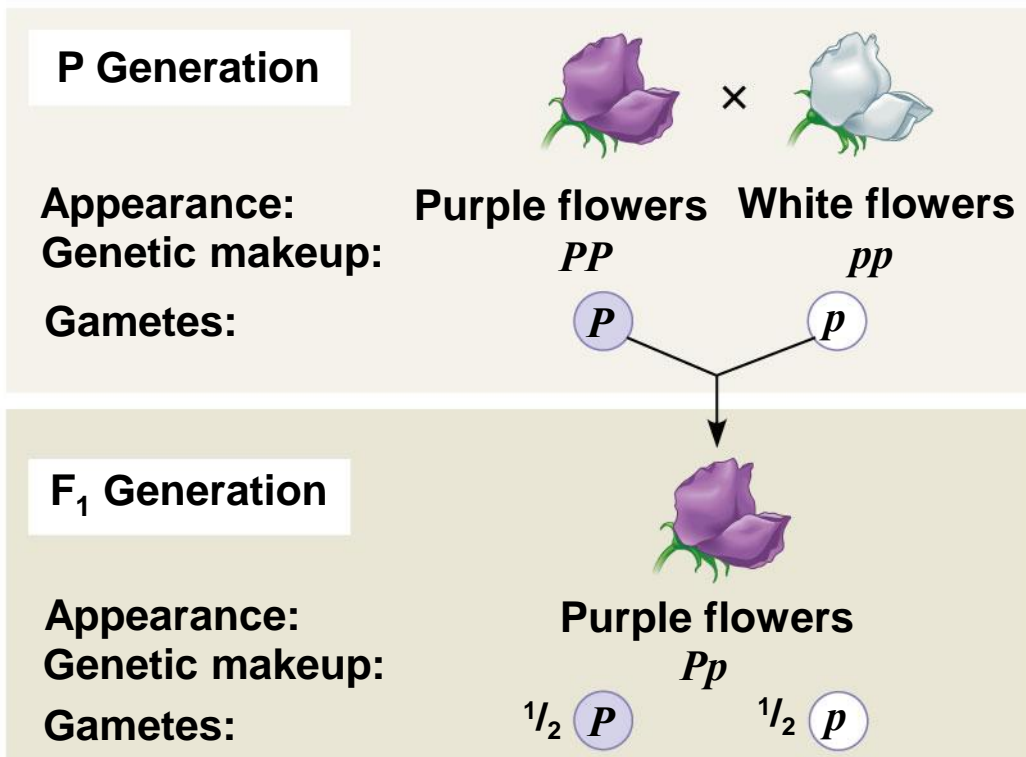 P Generation
×
Appearance: Purple flowers White flowers
Genetic makeup: PP pp
Gametes: P p
F₁ Generation
Appearance: Purple flowers
Genetic makeup: Pp
Gametes: ¹/₂ P ¹/₂ p